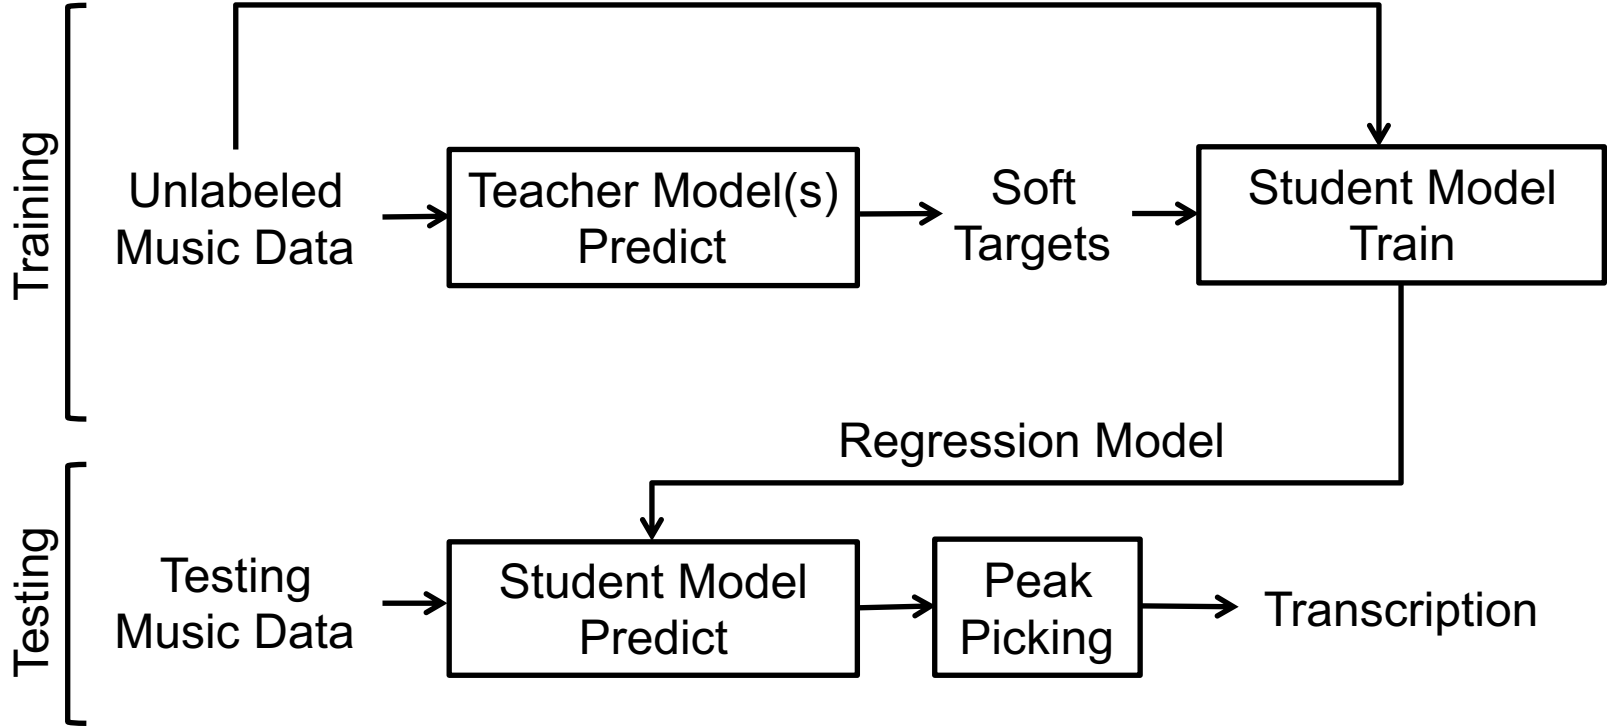 Training
Unlabeled
Music Data
Teacher Model(s)
Predict
Soft
Targets
Student Model
Train
Regression Model
Testing
Testing
Music Data
Student Model
Predict
Peak
Picking
Transcription